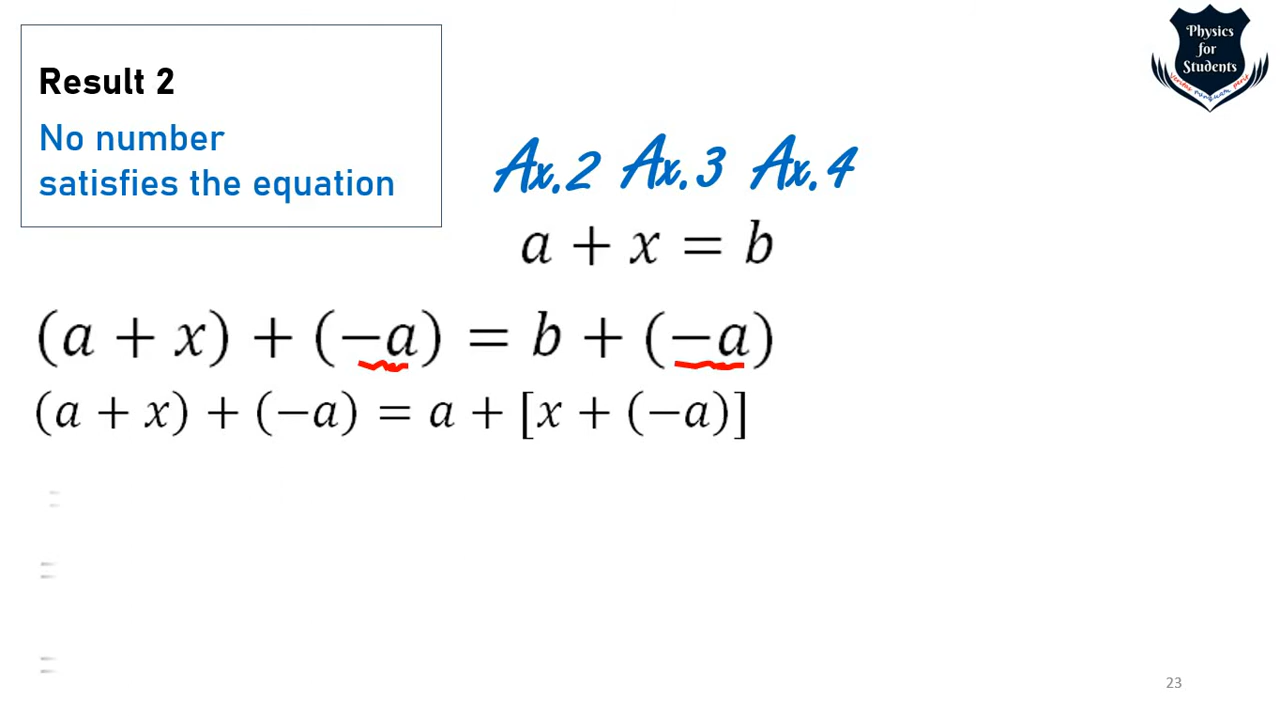 Result 2
No number
satisfies the equation
Physics
for
Students
Ax.2 Ax.3 Ax.4
a + x = b
(a + x) + (−a) = b + (−a)
(a + x) + (−a) = a + [x + (−a)]
=
=
=
23